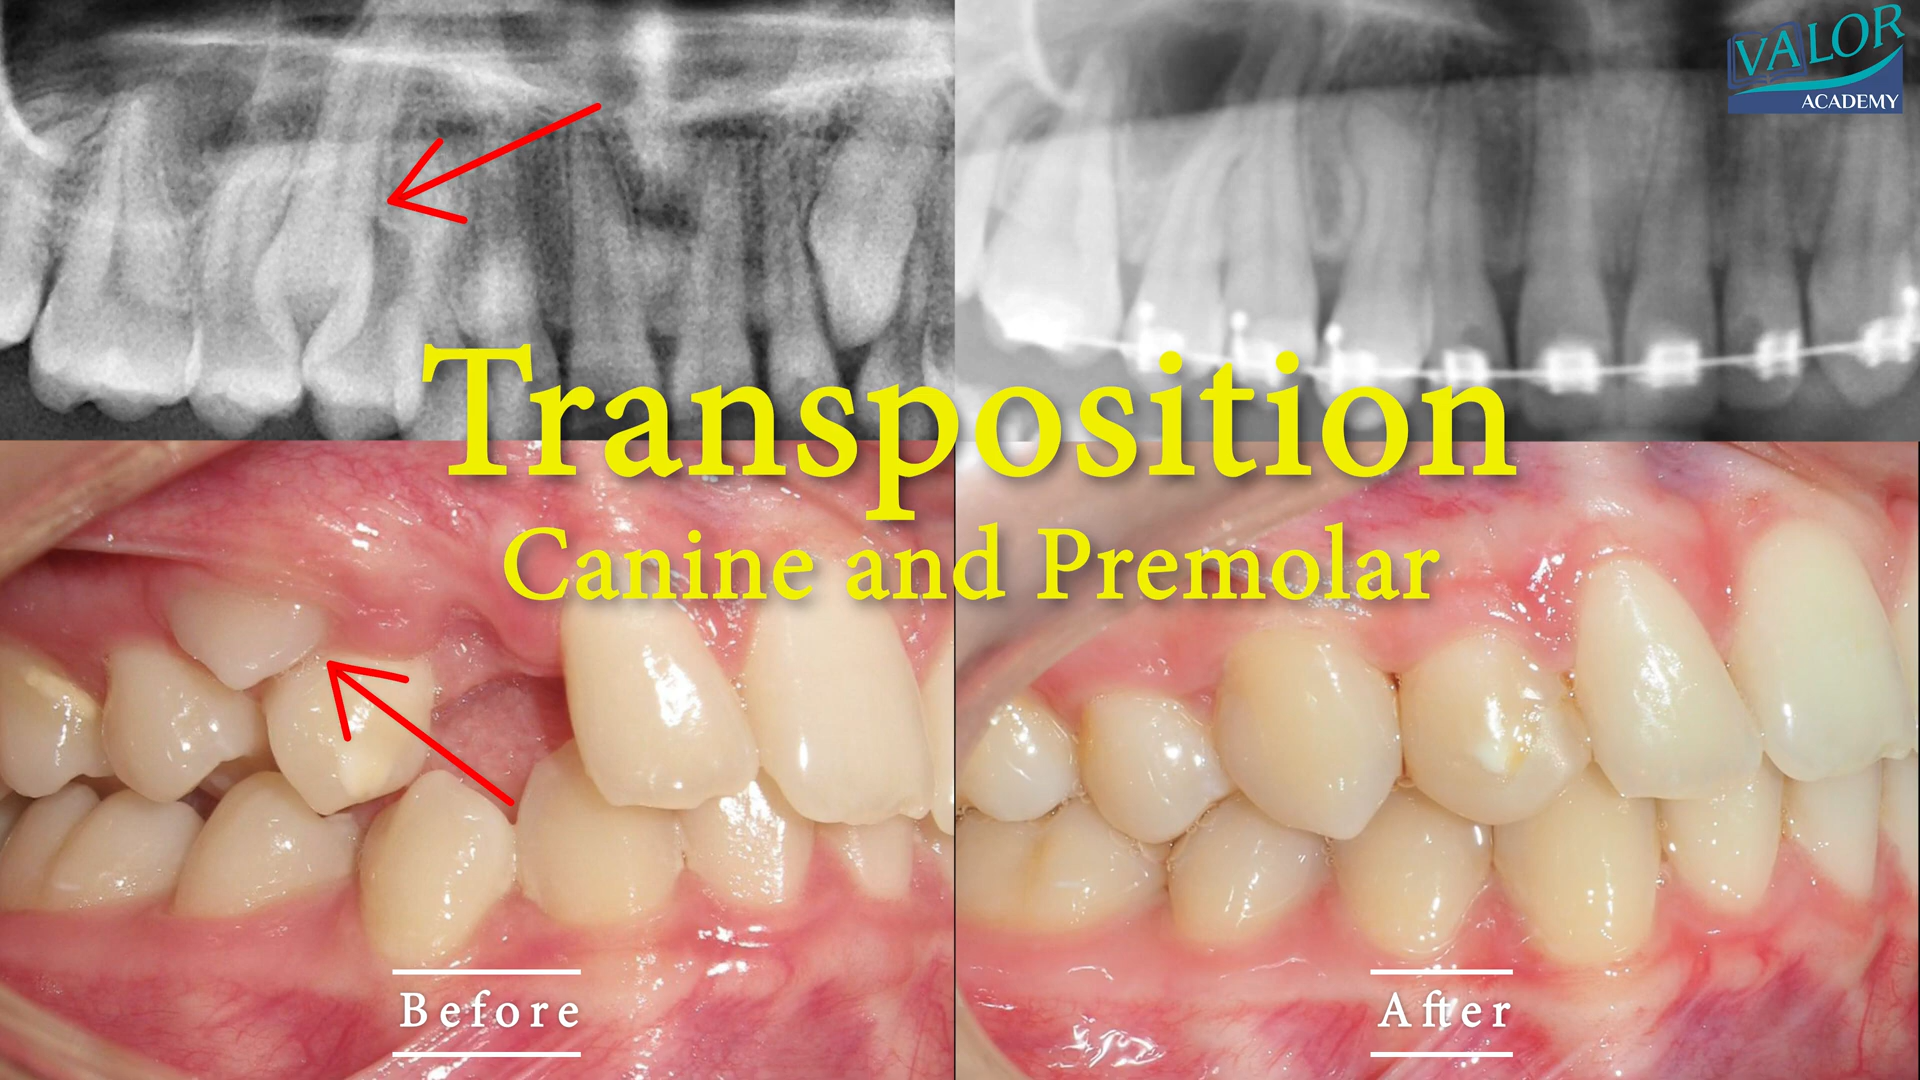 VALOR
ACADEMY
Transposition
Canine and Premolar
Before
After